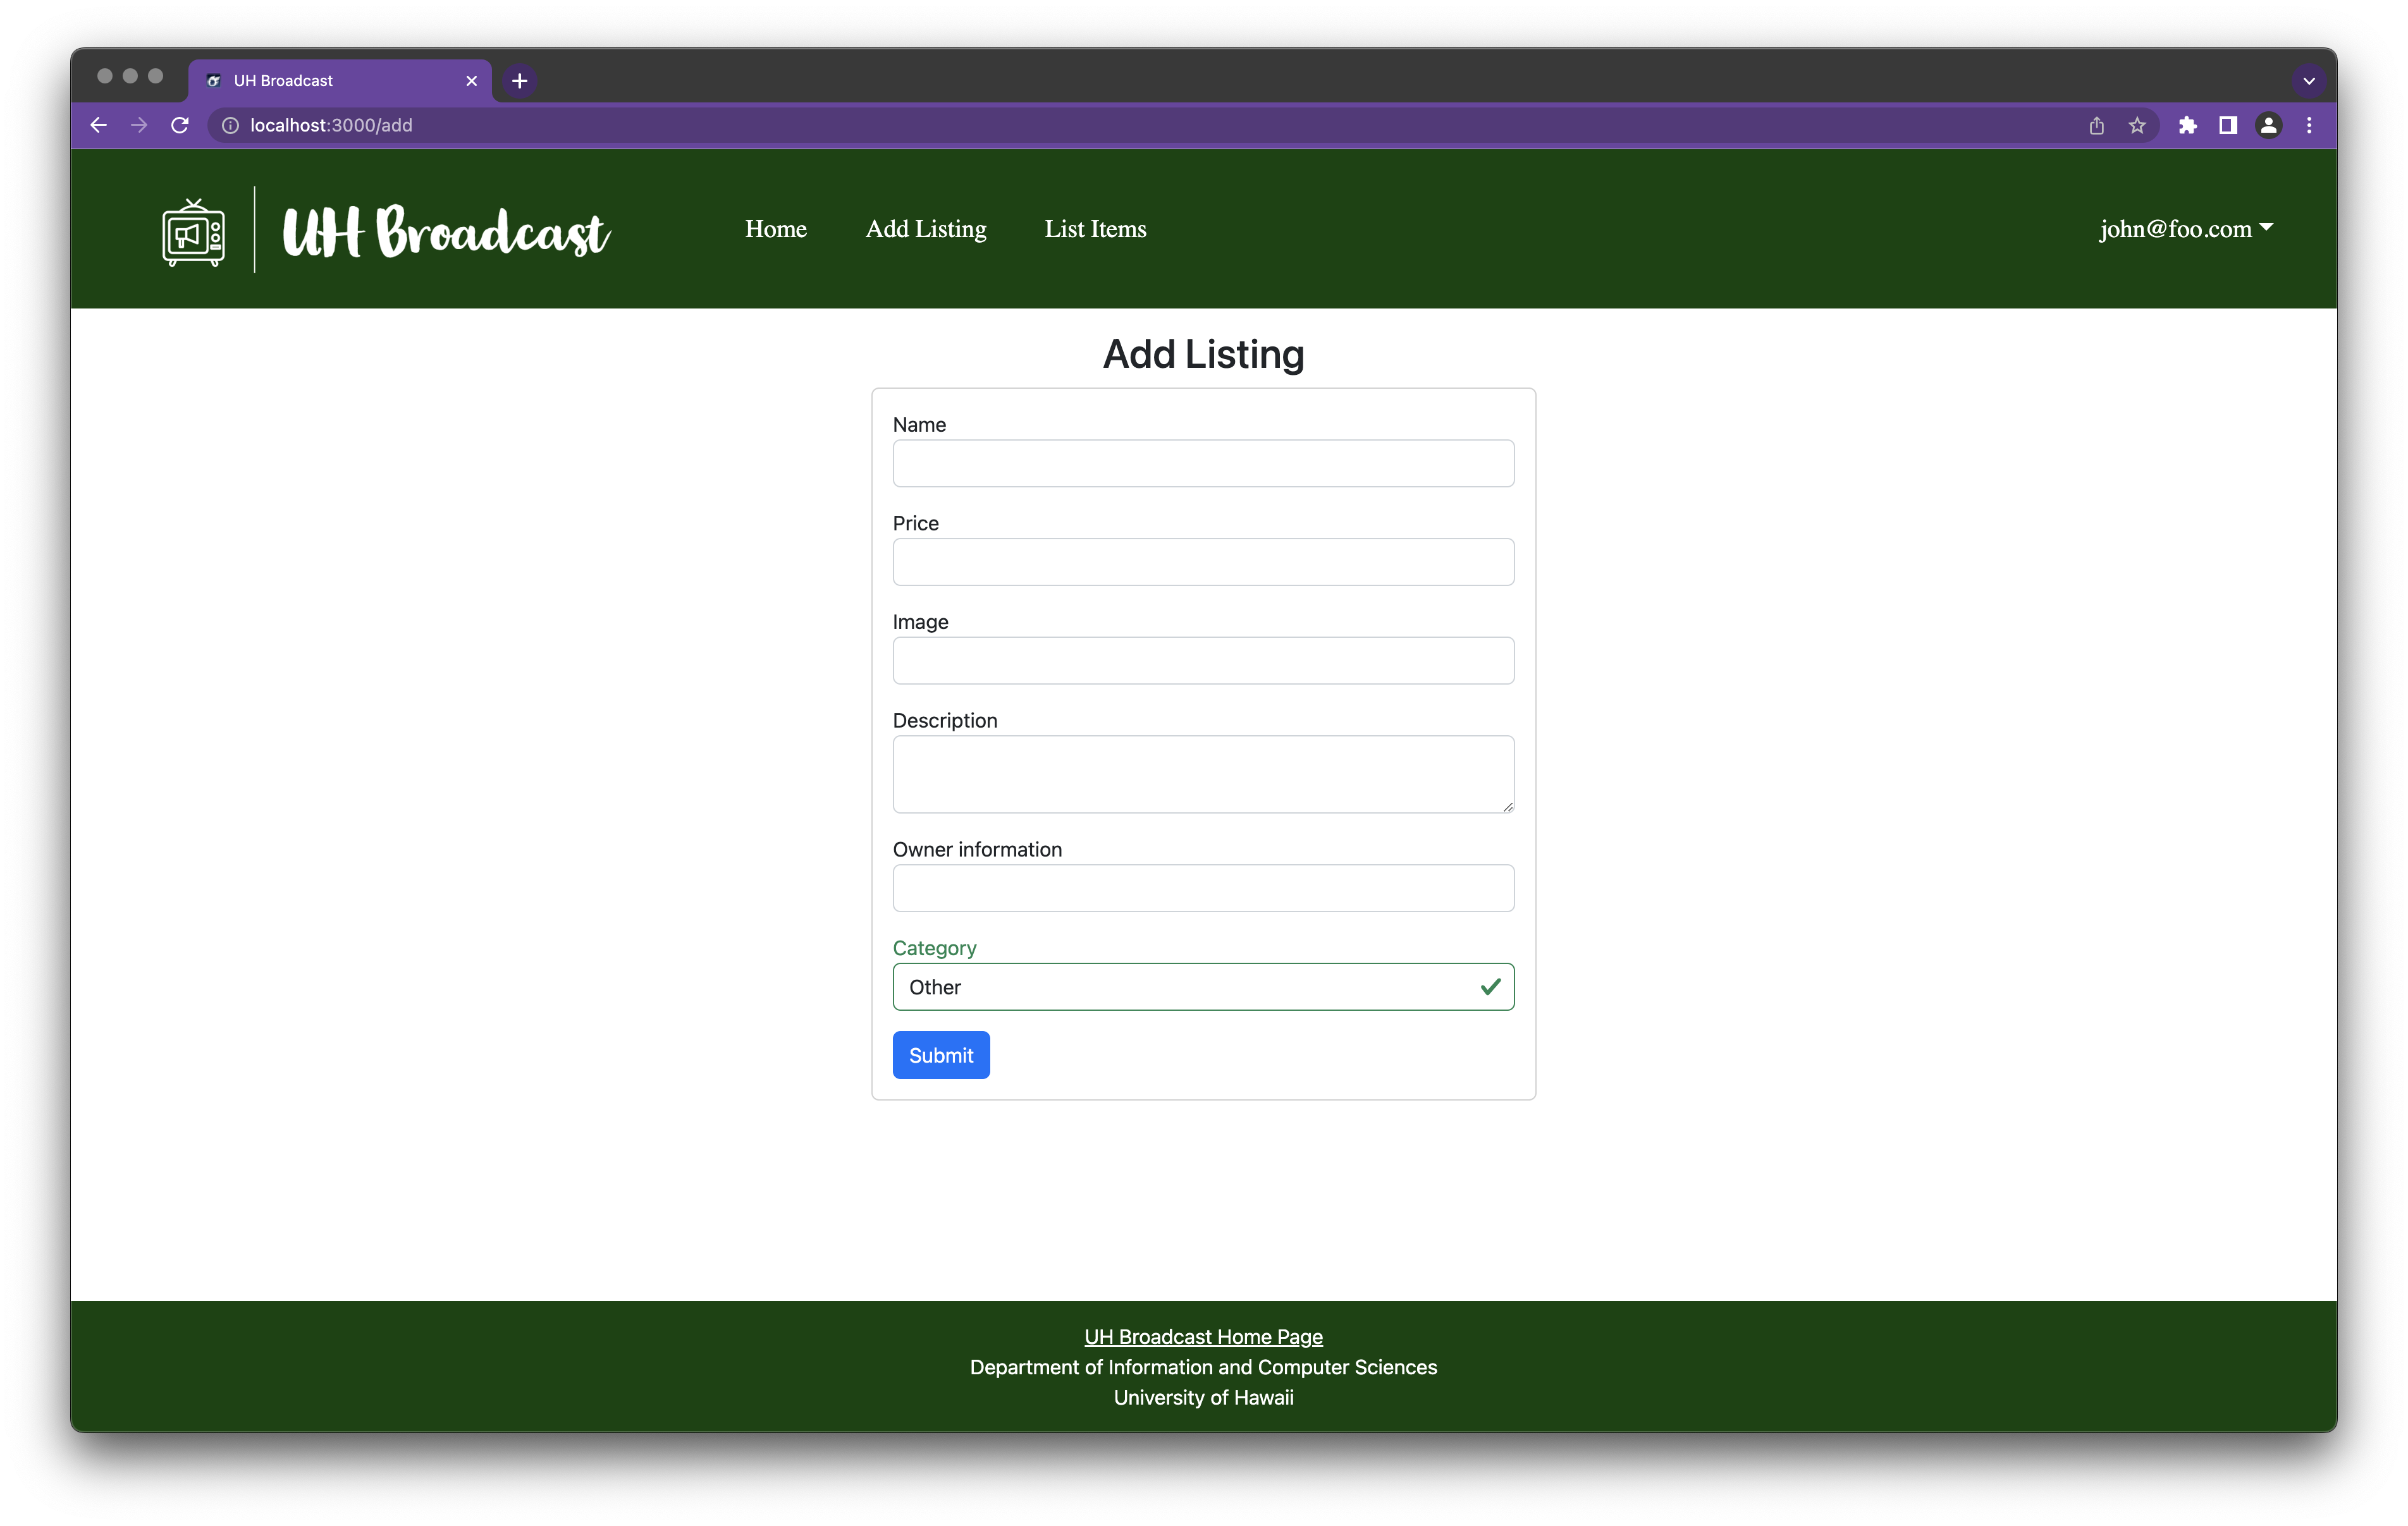 UH Broadcast
localhost:3000/add
UH Broadcast
Home
Add Listing
List Items
john@foo.com
Add Listing
Name
Price
Image
Description
Owner information
Category
Other
Submit
UH Broadcast Home Page
Department of Information and Computer Sciences
University of Hawaii